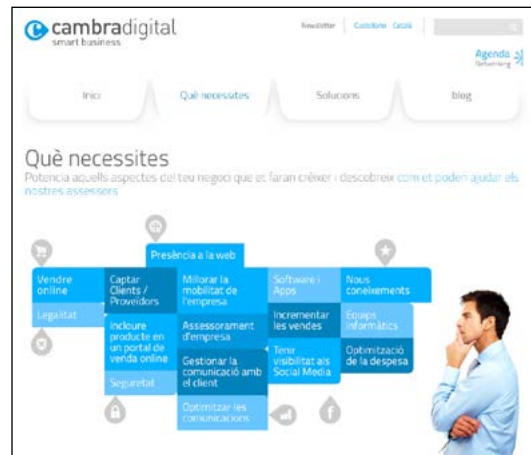 cambradigital
smart business
Newsletter
Castellano Català
Agenda
Networking
Inici
Què necessites
Solucions
blog
Què necessites
Potencia aquells aspectes del teu negoci que et faran créixer i descobreix com et poden ajudar els
nostres assessors
Presència a la web
Vendre
online
Captar
Clients /
Proveïdors
Millorar la
mobilitat de
l'empresa
Software i
Apps
Nous
coneixements
Legalitat
Incloure
producte en
un portal de
venda online
Assessorament
d'empresa
Incrementar
les vendes
Equips
informàtics
Gestionar la
comunicació amb
el client
Tenir
visibilitat als
Social Media
Optimització
de la despesa
Seguretat
Optimitzar les
comunicacions
f